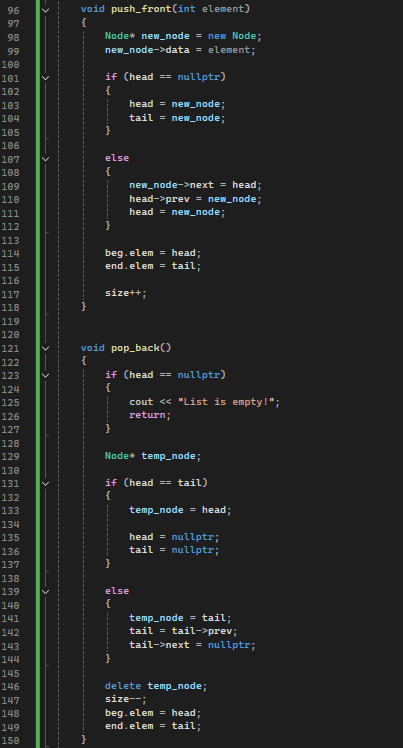 96 void push_front(int element)
97 {
98 Node* new_node = new Node;
99 new_node->data = element;
100
101 if (head == nullptr)
102 {
103 head = new_node;
104 tail = new_node;
105 }
106
107 else
108 {
109 new_node->next = head;
110 head->prev = new_node;
111 head = new_node;
112 }
113
114 beg.elem = head;
115 end.elem = tail;
116
117 size++;
118 }
119
120
121 void pop_back()
122 {
123 if (head == nullptr)
124 {
125 cout << "List is empty!";
126 return;
127 }
128
129 Node* temp_node;
130
131 if (head == tail)
132 {
133 temp_node = head;
134
135 head = nullptr;
136 tail = nullptr;
137 }
138
139 else
140 {
141 temp_node = tail;
142 tail = tail->prev;
143 tail->next = nullptr;
144 }
145
146 delete temp_node;
147 size--;
148 beg.elem = head;
149 end.elem = tail;
150 }